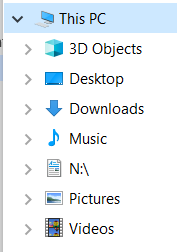 This PC
3D Objects
Desktop
Downloads
Music
N:\
Pictures
Videos